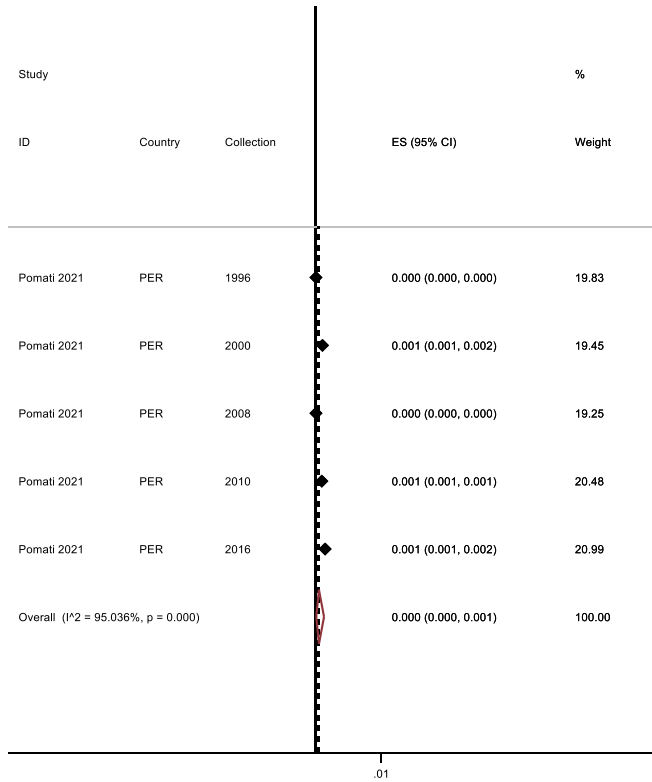 Study %
ID Country Collection ES (95% CI) Weight
Pomati 2021 PER 1996 0.000 (0.000, 0.000) 19.83
Pomati 2021 PER 2000 0.001 (0.001, 0.002) 19.45
Pomati 2021 PER 2008 0.000 (0.000, 0.000) 19.25
Pomati 2021 PER 2010 0.001 (0.001, 0.001) 20.48
Pomati 2021 PER 2016 0.001 (0.001, 0.002) 20.99
Overall (I^2 = 95.036%, p = 0.000) 0.000 (0.000, 0.001) 100.00
.01